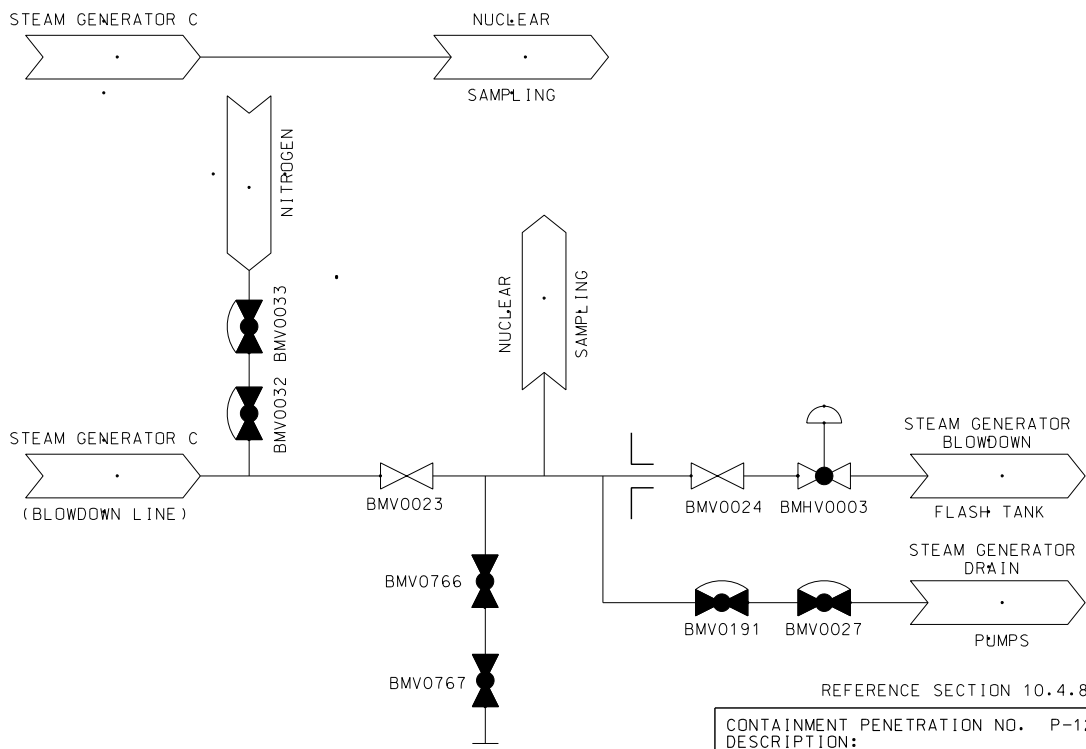 STEAM GENERATOR C
NUCLEAR
SAMPLING
NITROGEN
BMV0033
BMV0032
NUCLEAR
SAMPLING
STEAM GENERATOR C
(BLOWDOWN LINE)
BMV0023
STEAM GENERATOR
BLOWDOWN
BMV0024
BMHV0003
FLASH TANK
STEAM GENERATOR
DRAIN
BMV0766
BMV0191
BMV0027
PUMPS
BMV0767
REFERENCE SECTION 10.4.8
CONTAINMENT PENETRATION NO.
DESCRIPTION: